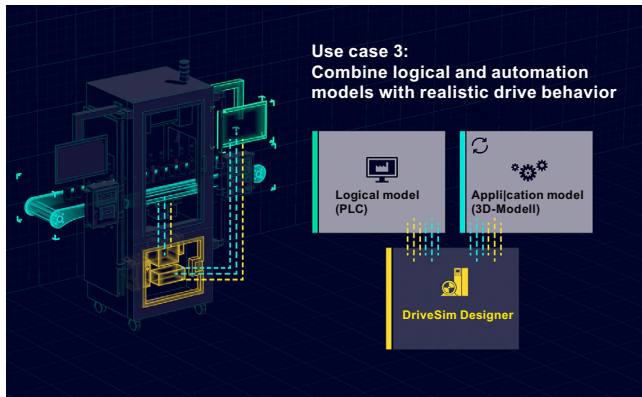 Use case 3:
Combine logical and automation
models with realistic drive behavior
Logical model
(PLC)
Appli|cation model
(3D-Modell)
DriveSim Designer